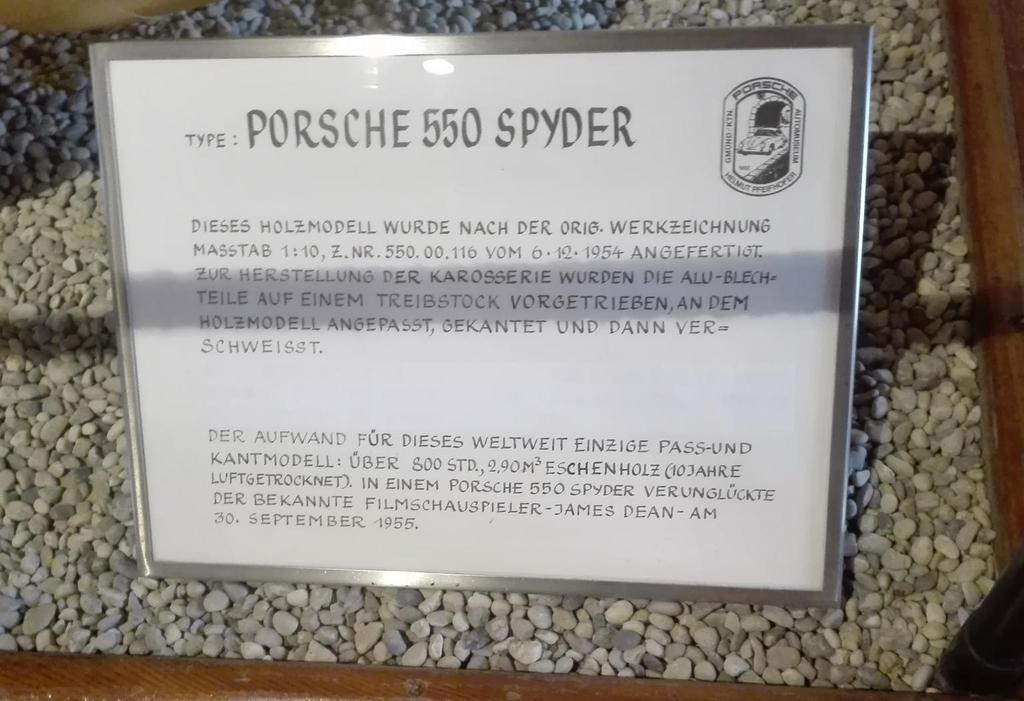 TYPE: PORSCHE 550 SPYDER
PORSCHE
GMÜND/KTN
AUTOMUSEUM
HELMUT PFEIFHOFER
DIESES HOLZMODELL WURDE NACH DER ORIG. WERKZEICHNUNG
MASSTAB 1:10, Z.NR. 550.00.116 VOM 6.12.1954 ANGEFERTIGT.
ZUR HERSTELLUNG DER KAROSSERIE WURDEN DIE ALU-BLECH=
TEILE AUF EINEM TREIBSTOCK VORGETRIEBEN, AN DEM
HOLZMODELL ANGEPASST, GEKANTET UND DANN VER=
SCHWEISST.
DER AUFWAND FÜR DIESES WELTWEIT EINZIGE PASS-UND
KANTMODELL: ÜBER 800 STD., 2,90M³ ESCHENHOLZ (10 JAHRE
LUFTGETROCKNET). IN EINEM PORSCHE 550 SPYDER VERUNGLÜCKTE
DER BEKANNTE FILMSCHAUSPIELER-JAMES DEAN-AM
30. SEPTEMBER 1955.